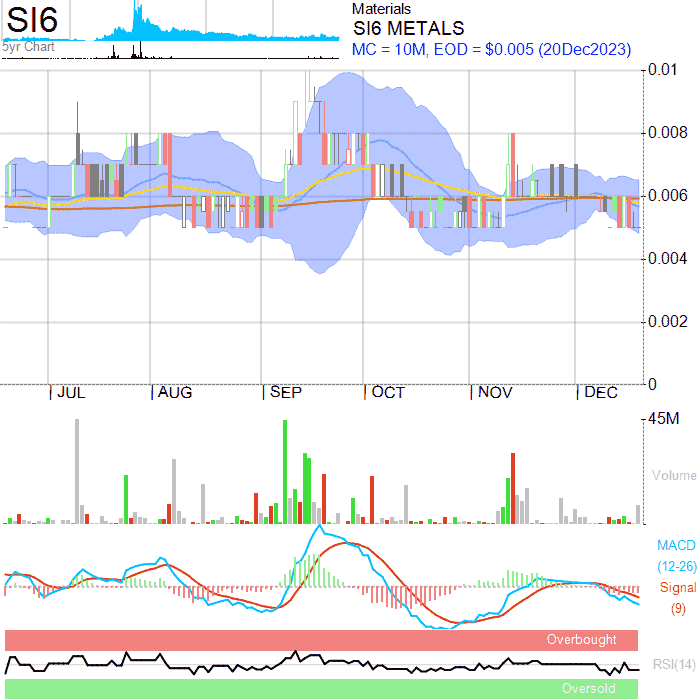 SI6
5yr Chart
Materials
SI6 METALS
MC = 10M, EOD = $0.005 (20Dec2023)
0.01
0.008
0.006
0.004
0.002
0
JUL AUG SEP OCT NOV DEC
45M
Volume
MACD
(12-26)
Signal
(9)
Overbought
RSI(14)
Oversold